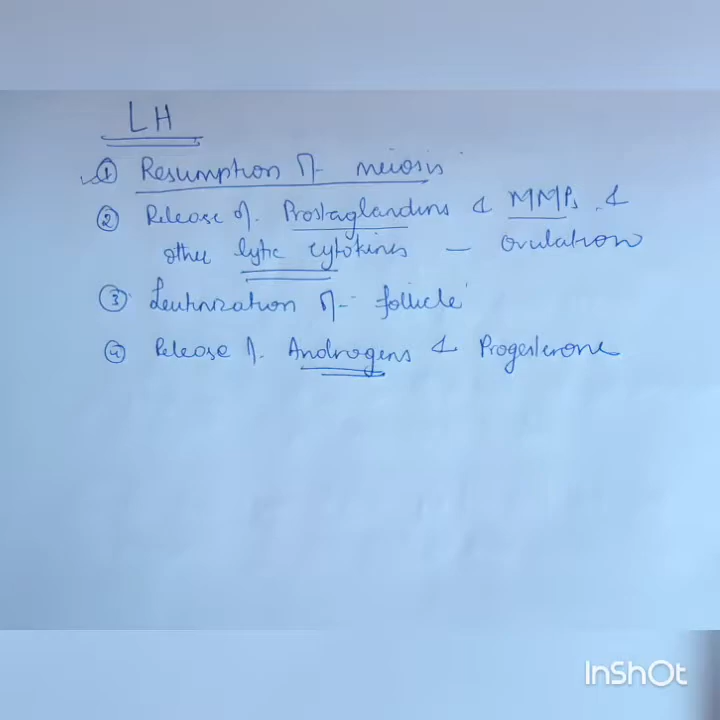 LH
① Resumption of meiosis
② Release of Prostaglandins & MMPs &
other lytic cytokines – ovulation
③ Leutinization of follicle
④ Release of Androgens & Progesterone
InShOt